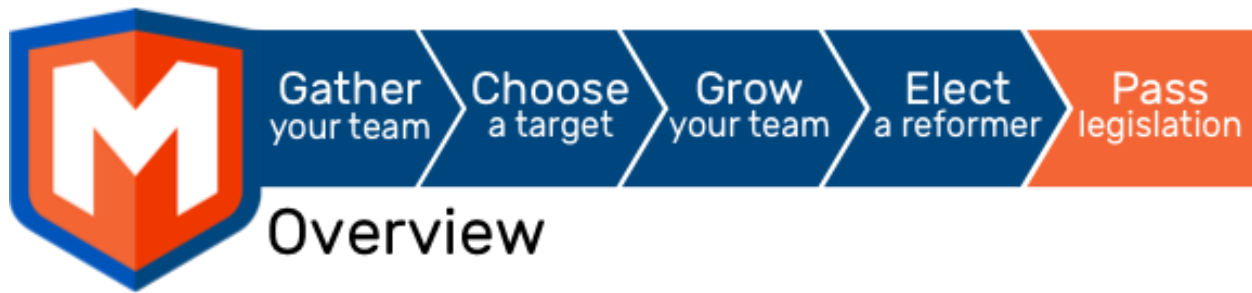 M
Gather
your team
Choose
a target
Grow
your team
Elect
a reformer
Pass
legislation
Overview